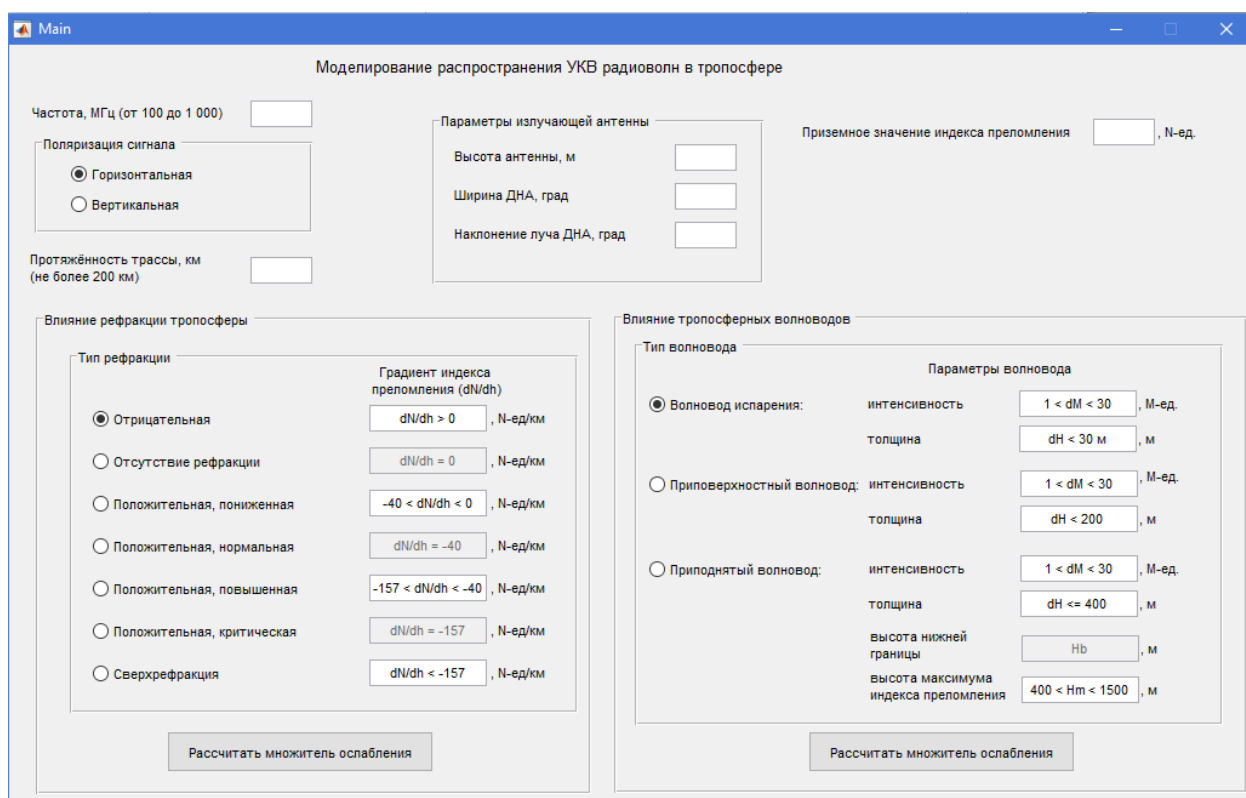 Main
Моделирование распространения УКВ радиоволн в тропосфере
Частота, МГц (от 100 до 1 000)
Поляризация сигнала
Горизонтальная
Вертикальная
Протяжённость трассы, км
(не более 200 км)
Параметры излучающей антенны
Высота антенны, м
Ширина ДНА, град
Наклонение луча ДНА, град
Приземное значение индекса преломления , N-ед.
Влияние рефракции тропосферы
Тип рефракции
Градиент индекса
преломления (dN/dh)
Отрицательная dN/dh > 0 , N-ед/км
Отсутствие рефракции dN/dh = 0 , N-ед/км
Положительная, пониженная -40 < dN/dh < 0 , N-ед/км
Положительная, нормальная dN/dh = -40 , N-ед/км
Положительная, повышенная -157 < dN/dh < -40 , N-ед/км
Положительная, критическая dN/dh = -157 , N-ед/км
Сверхрефракция dN/dh < -157 , N-ед/км
Рассчитать множитель ослабления
Влияние тропосферных волноводов
Тип волновода
Параметры волновода
Волновод испарения: интенсивность 1 < dM < 30 , М-ед.
толщина dH < 30 м , м
Приповерхностный волновод: интенсивность 1 < dM < 30 , М-ед.
толщина dH < 200 , м
Приподнятый волновод: интенсивность 1 < dM < 30 , М-ед.
толщина dH <= 400 , м
высота нижней
границы Hb , м
высота максимума
индекса преломления 400 < Hm < 1500 , м
Рассчитать множитель ослабления